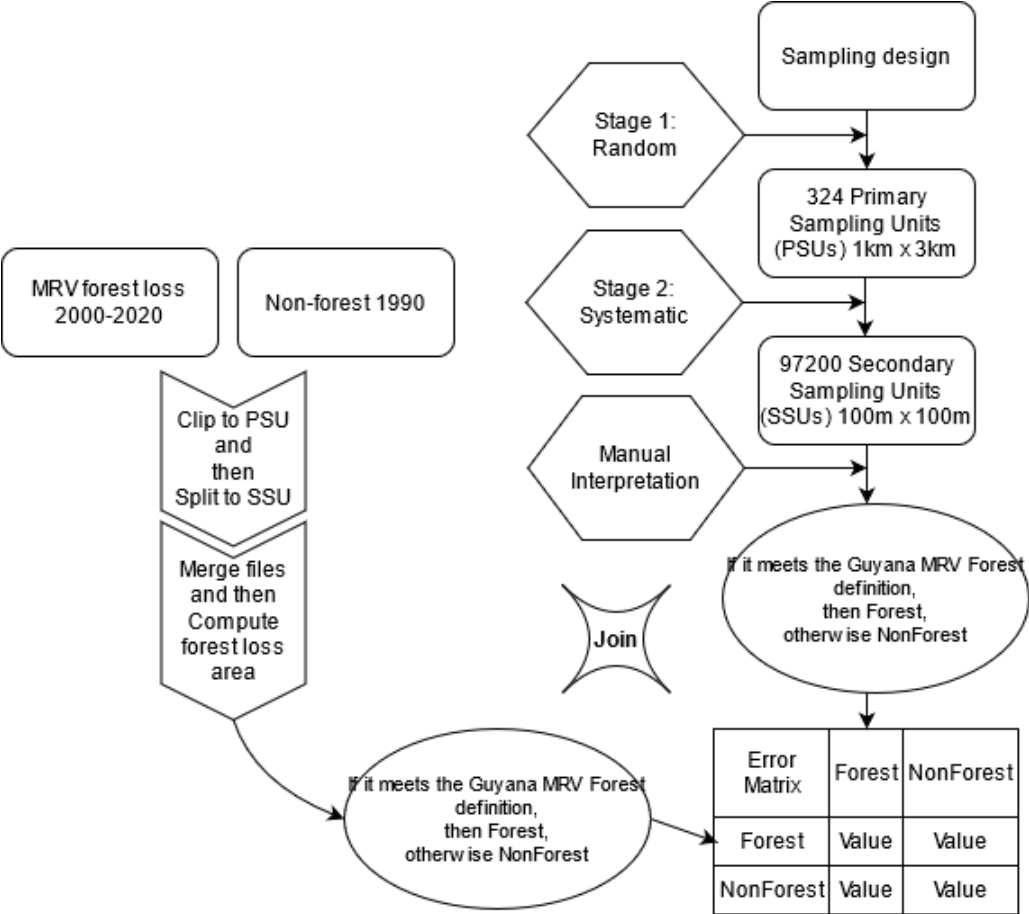 Sampling design
Stage 1:
Random
324 Primary
Sampling Units
(PSUs) 1km x 3km
Stage 2:
Systematic
97200 Secondary
Sampling Units
(SSUs) 100m x 100m
Manual
Interpretation
If it meets the Guyana MRV Forest
definition,
then Forest,
otherwise NonForest
MRV forest loss
2000-2020
Non-forest 1990
Clip to PSU
and
then
Split to SSU
Merge files
and then
Compute
forest loss
area
Join
If it meets the Guyana MRV Forest
definition,
then Forest,
otherwise NonForest
Error
Matrix
Forest
NonForest
Forest
Value
Value
NonForest
Value
Value